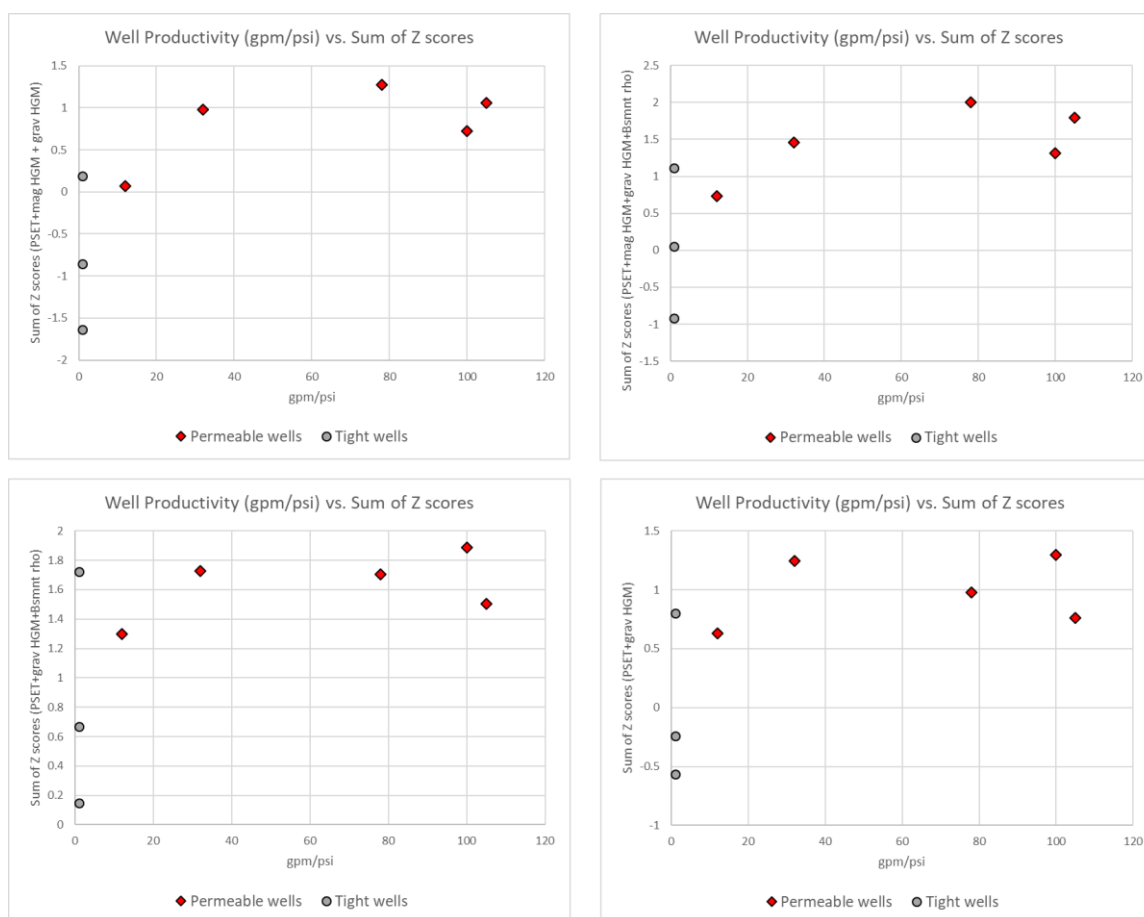 Well Productivity (gpm/psi) vs. Sum of Z scores
Sum of Z scores (PSET+mag HGM + grav HGM)
1.5
1
0.5
0
-0.5
-1
-1.5
-2
0 20 40 60 80 100 120
gpm/psi
Permeable wells Tight wells
Well Productivity (gpm/psi) vs. Sum of Z scores
Sum of Z scores (PSET+mag HGM+grav HGM+Bsmnt rho)
2.5
2
1.5
1
0.5
0
-0.5
-1
-1.5
0 20 40 60 80 100 120
gpm/psi
Permeable wells Tight wells
Well Productivity (gpm/psi) vs. Sum of Z scores
Sum of Z scores (PSET+grav HGM+Bsmnt rho)
2
1.8
1.6
1.4
1.2
1
0.8
0.6
0.4
0.2
0
0 20 40 60 80 100 120
gpm/psi
Permeable wells Tight wells
Well Productivity (gpm/psi) vs. Sum of Z scores
Sum of Z scores (PSET+grav HGM)
1.5
1
0.5
0
-0.5
-1
0 20 40 60 80 100 120
gpm/psi
Permeable wells Tight wells